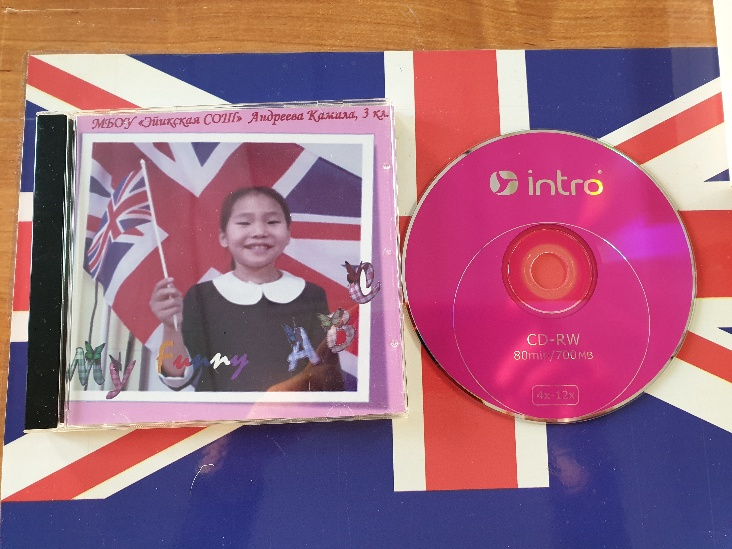 МБОУ «Эйикская СОШ» Андреева Камила, 3 кл.
My Funny ABC
intro
CD-RW
80min/700MB
4x-12x